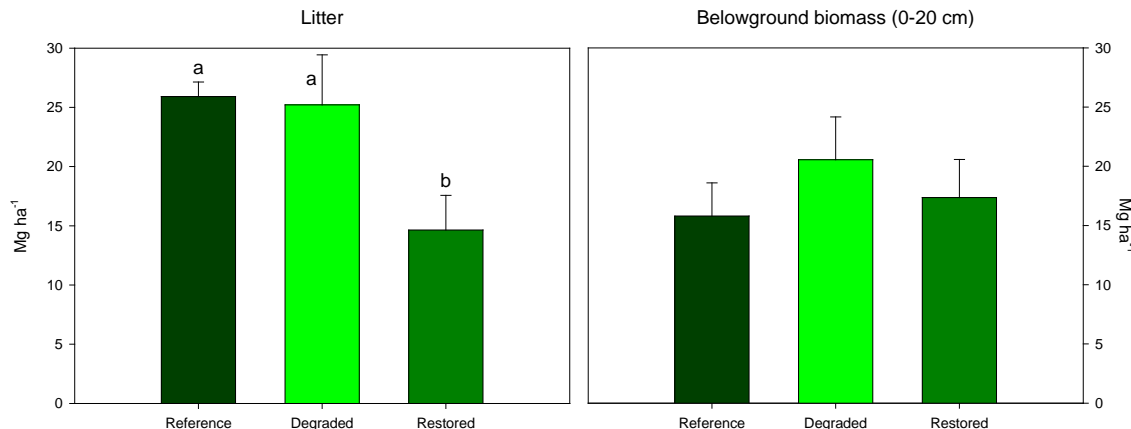 Litter
Belowground biomass (0-20 cm)
30
25
20
15
10
5
0
Mg ha⁻¹
a
a
b
Reference
Degraded
Restored
30
25
20
15
10
5
0
Mg ha⁻¹
Reference
Degraded
Restored